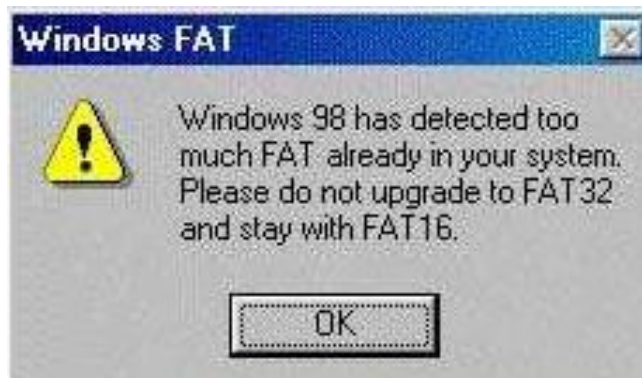 Windows FAT
Windows 98 has detected too
much FAT already in your system.
Please do not upgrade to FAT32
and stay with FAT16.
OK